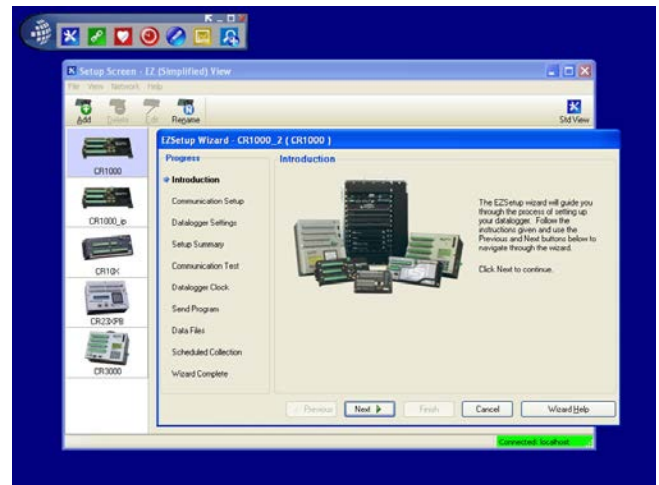 Setup Screen - EZ (Simplified) View
File View Network Help
Add Delete Edit Rename Std View
CR1000
CR1000_ip
CR10X
CR23XPB
CR3000
EZSetup Wizard - CR1000_2 ( CR1000 )
Progress
Introduction
Communication Setup
Datalogger Settings
Setup Summary
Communication Test
Datalogger Clock
Send Program
Data Files
Scheduled Collection
Wizard Complete
Introduction
The EZSetup wizard will guide you
through the process of setting up
your datalogger. Follow the
instructions given and use the
Previous and Next buttons below to
navigate through the wizard.
Click Next to continue.
Previous Next Finish Cancel Wizard Help
Connected: localhost